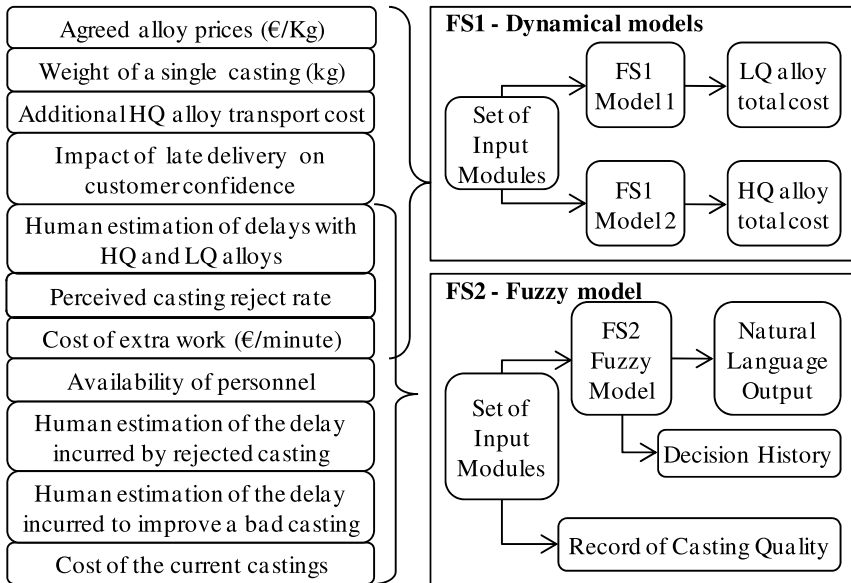 Agreed alloy prices (€/Kg)
Weight of a single casting (kg)
Additional HQ alloy transport cost
Impact of late delivery on
customer confidence
Human estimation of delays with
HQ and LQ alloys
Perceived casting reject rate
Cost of extra work (€/minute)
Availability of personnel
Human estimation of the delay
incurred by rejected casting
Human estimation of the delay
incurred to improve a bad casting
Cost of the current castings
FS1 - Dynamical models
Set of
Input
Modules
FS1
Model 1
LQ alloy
total cost
FS1
Model 2
HQ alloy
total cost
FS2 - Fuzzy model
Set of
Input
Modules
FS2
Fuzzy
Model
Natural
Language
Output
Decision History
Record of Casting Quality